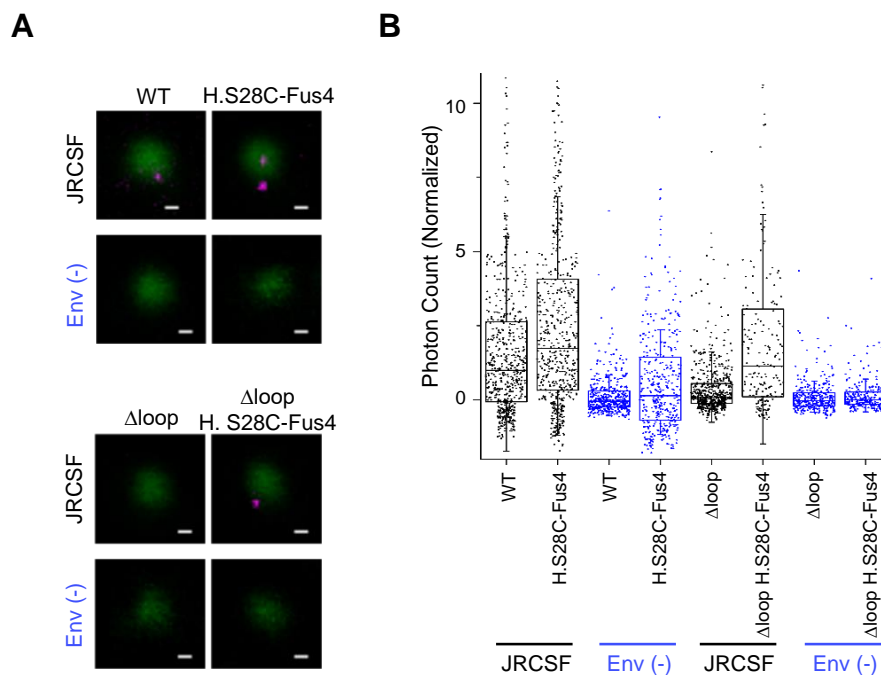 A
WT H.S28C-Fus4
JRCSF
Env (-)
Δloop Δloop
H. S28C-Fus4
JRCSF
Env (-)
B
Photon Count (Normalized)
10
5
0
WT
H.S28C-Fus4
WT
H.S28C-Fus4
Δloop
Δloop H.S28C-Fus4
Δloop
Δloop H.S28C-Fus4
JRCSF Env (-) JRCSF Env (-)